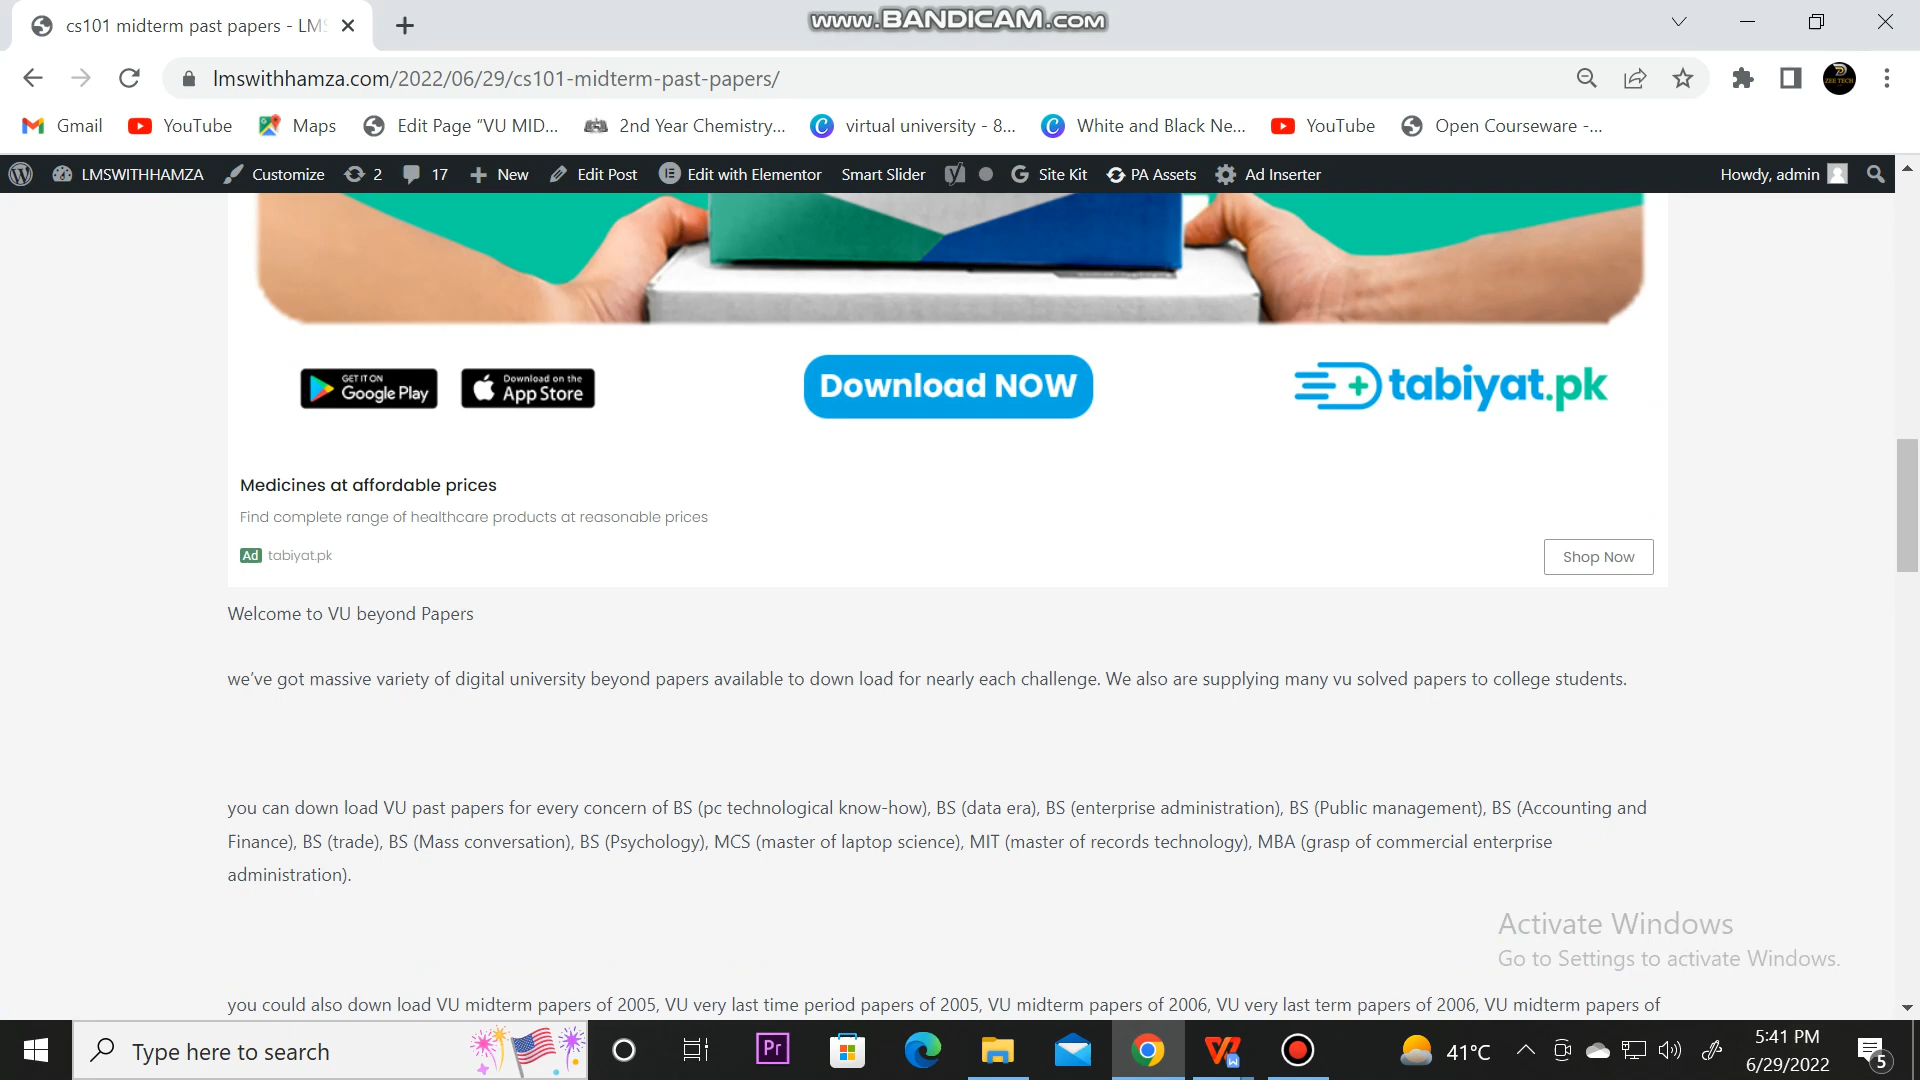 cs101 midterm past papers - LMS
www.BANDICAM.com
lmswithhamza.com/2022/06/29/cs101-midterm-past-papers/
ZEE TECH
Gmail
YouTube
Maps
Edit Page “VU MID...
2nd Year Chemistry...
virtual university - 8...
White and Black Ne...
YouTube
Open Courseware -...
LMSWITHHAMZA
Customize
2
17
New
Edit Post
Edit with Elementor
Smart Slider
Site Kit
PA Assets
Ad Inserter
Howdy, admin
GET IT ON
Google Play
Download on the
App Store
Download NOW
tabiyat.pk
Medicines at affordable prices
Find complete range of healthcare products at reasonable prices
Ad tabiyat.pk
Shop Now
Welcome to VU beyond Papers
we’ve got massive variety of digital university beyond papers available to down load for nearly each challenge. We also are supplying many vu solved papers to college students.
you can down load VU past papers for every concern of BS (pc technological know-how), BS (data era), BS (enterprise administration), BS (Public management), BS (Accounting and
Finance), BS (trade), BS (Mass conversation), BS (Psychology), MCS (master of laptop science), MIT (master of records technology), MBA (grasp of commercial enterprise
administration).
Activate Windows
Go to Settings to activate Windows.
you could also down load VU midterm papers of 2005, VU very last time period papers of 2005, VU midterm papers of 2006, VU very last term papers of 2006, VU midterm papers of
Type here to search
Pr
41°C
5:41 PM
6/29/2022
5